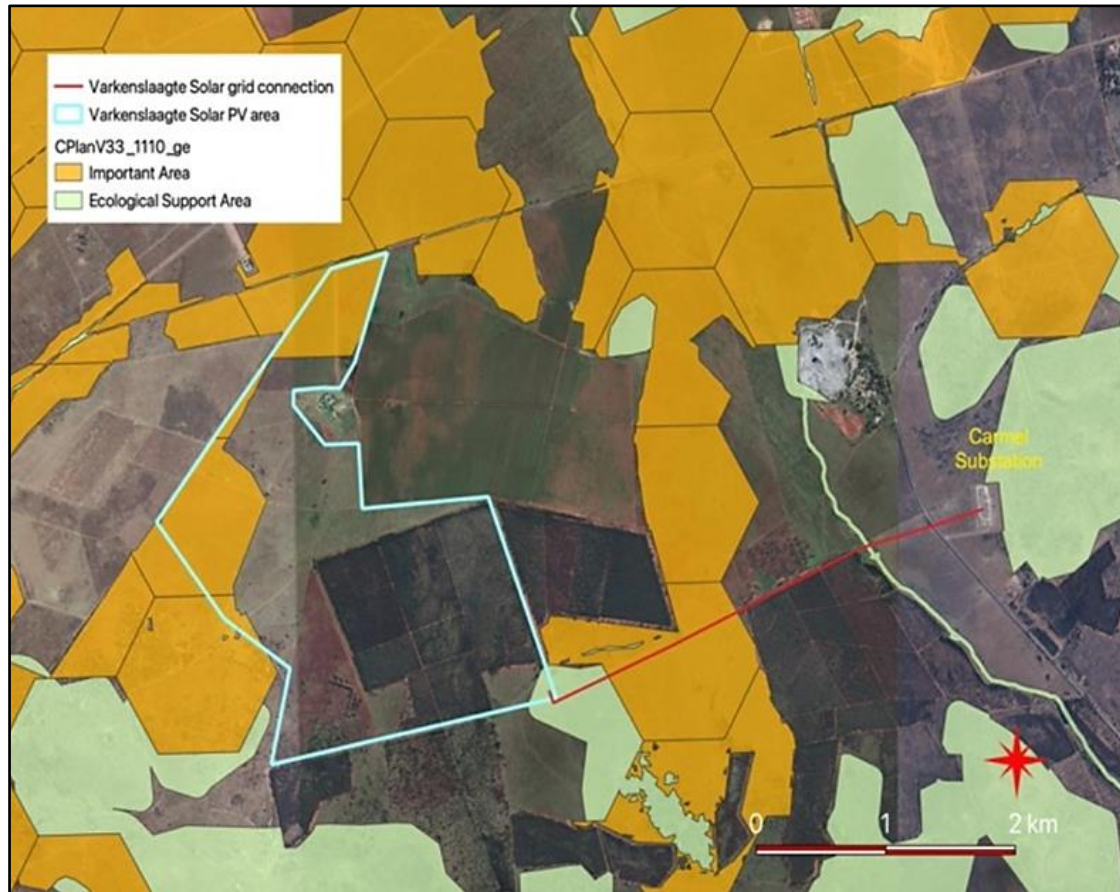 Varkenslaagte Solar grid connection
Varkenslaagte Solar PV area
CPlanV33_1110_ge
Important Area
Ecological Support Area
Carmel
Substation
0 1 2 km